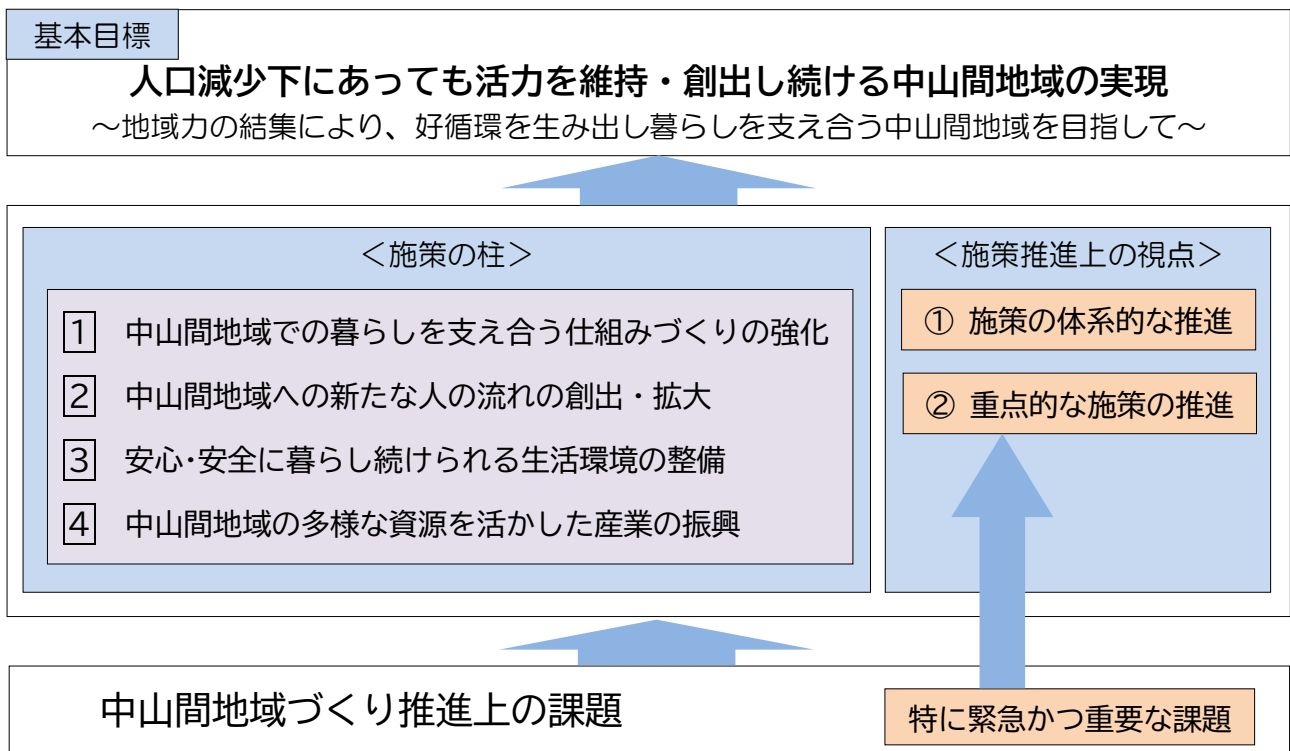 基本目標
人口減少下にあっても活力を維持・創出し続ける中山間地域の実現
～地域力の結集により、好循環を生み出し暮らしを支え合う中山間地域を目指して～
＜施策の柱＞
1 中山間地域での暮らしを支え合う仕組みづくりの強化
2 中山間地域への新たな人の流れの創出・拡大
3 安心･安全に暮らし続けられる生活環境の整備
4 中山間地域の多様な資源を活かした産業の振興
＜施策推進上の視点＞
① 施策の体系的な推進
② 重点的な施策の推進
中山間地域づくり推進上の課題
特に緊急かつ重要な課題